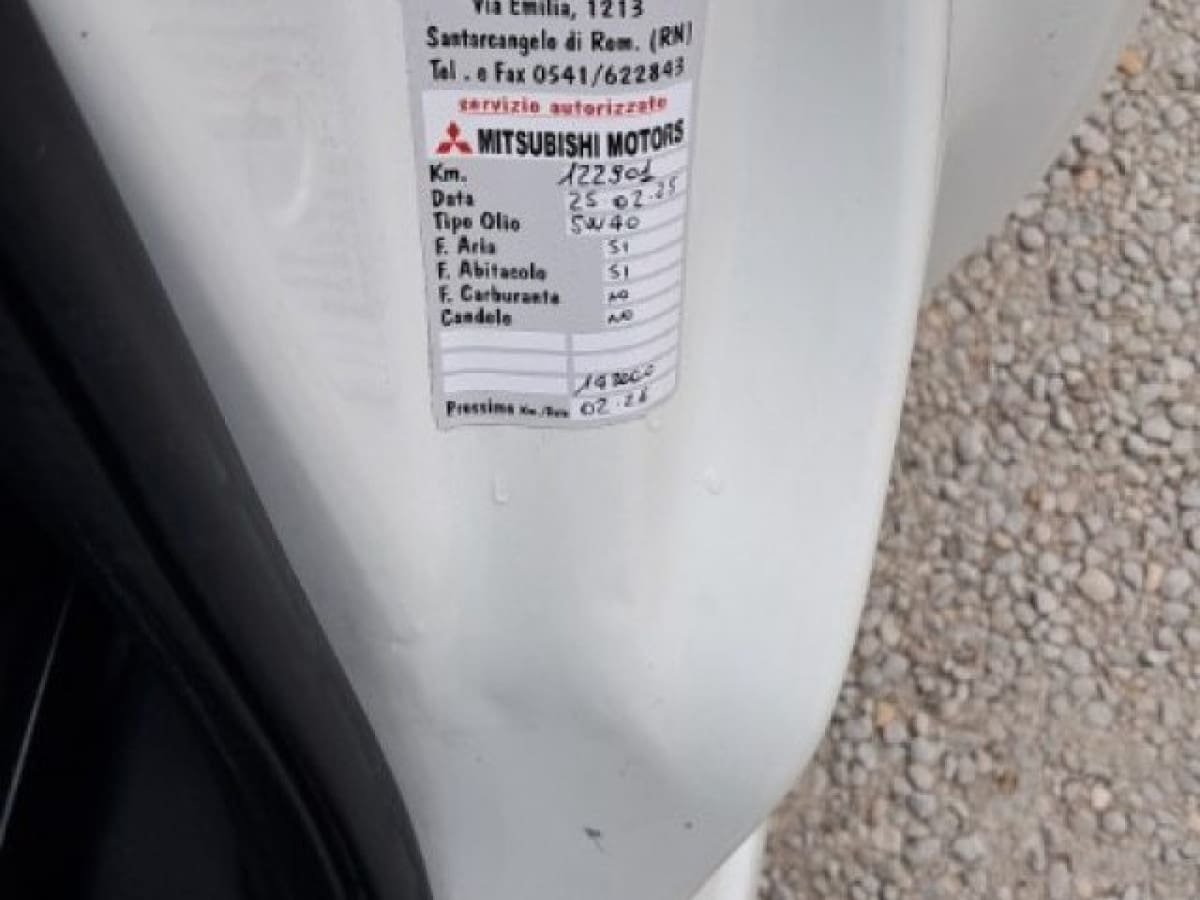 Via Emilia, 1213
Santarcangelo di Rom. (RN)
Tel. e Fax 0541/622843
servizio autorizzato
MITSUBISHI MOTORS
Km. 122901
Data 25 02.25
Tipo Olio 5W40
F. Aria SI
F. Abitacolo SI
F. Carburante NO
Candele NO
Prossimo Km./Data 02.26